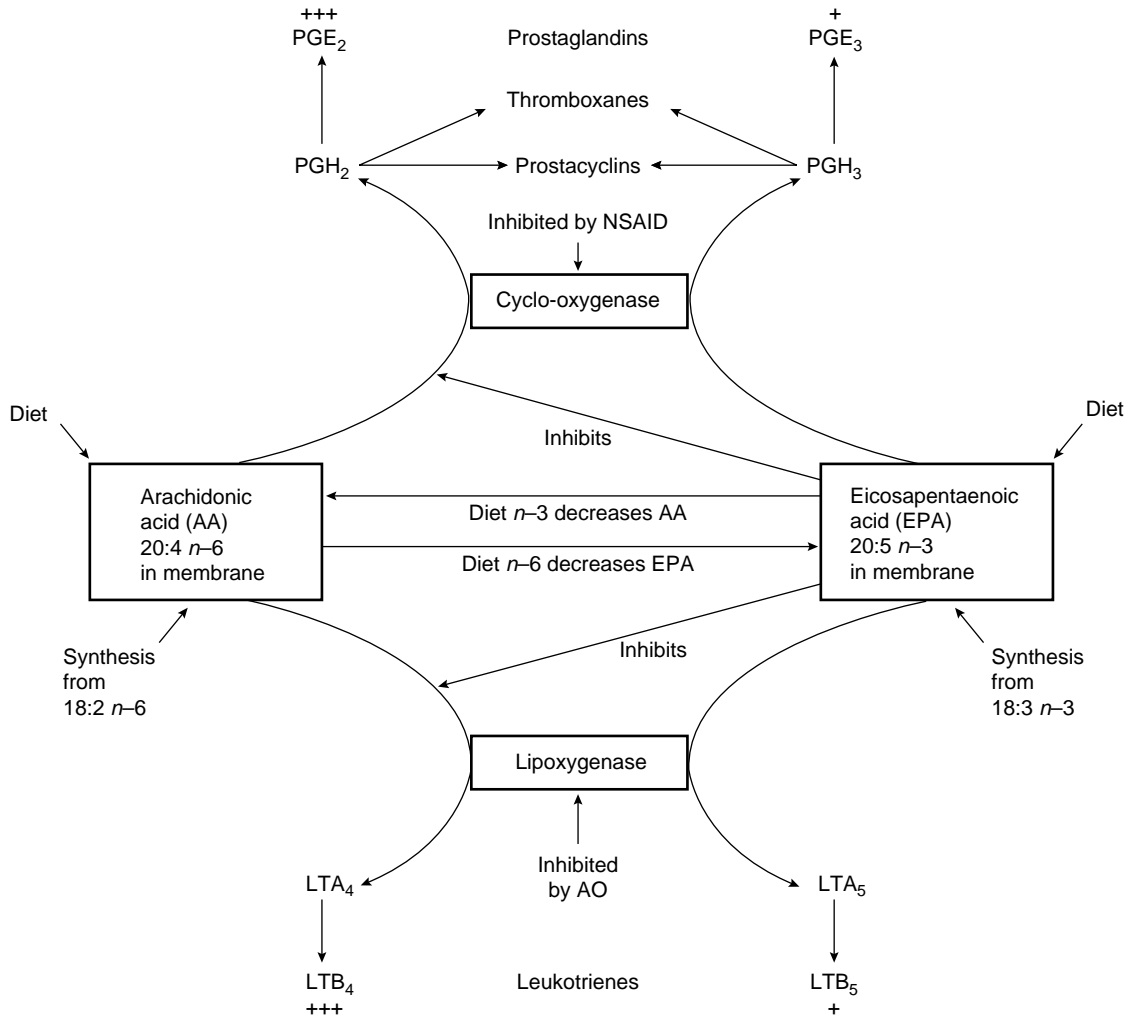 +++
+
PGE2
Prostaglandins
PGE3
Thromboxanes
PGH2
Prostacyclins
PGH3
Inhibited by NSAID
Cyclo-oxygenase
Diet
Diet
Inhibits
Arachidonic
acid (AA)
20:4 n–6
in membrane
Eicosapentaenoic
acid (EPA)
20:5 n–3
in membrane
Diet n–3 decreases AA
Diet n–6 decreases EPA
Inhibits
Synthesis
from
18:2 n–6
Synthesis
from
18:3 n–3
Lipoxygenase
Inhibited
by AO
LTA4
LTA5
LTB4
Leukotrienes
LTB5
+++
+